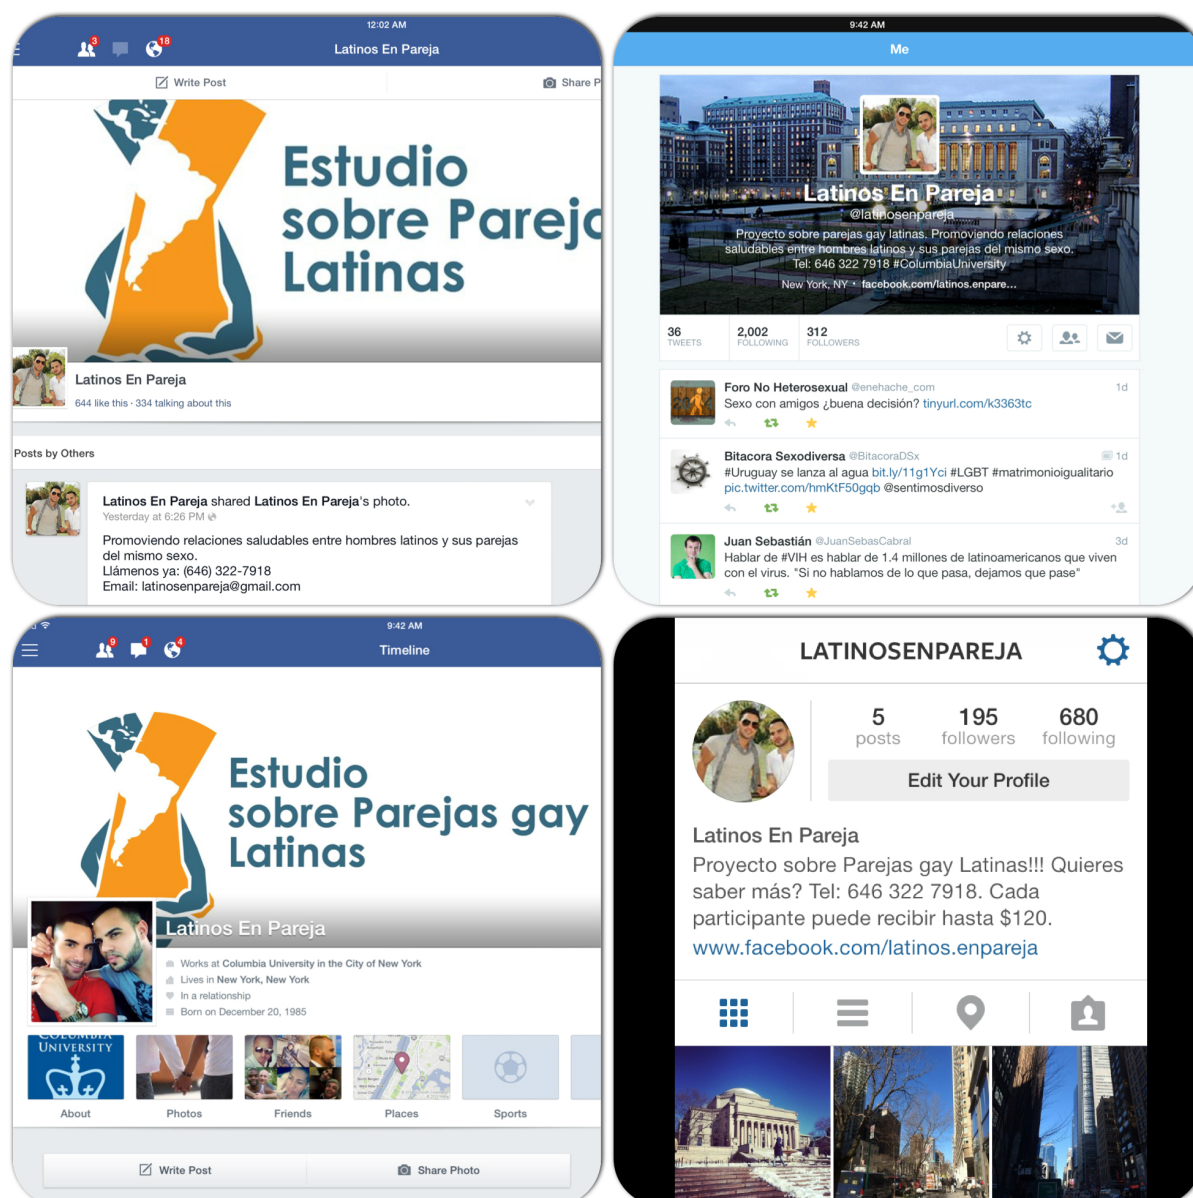 12:02 AM
3
18
Latinos En Pareja
Write Post
Share P
Estudio
sobre Pareja
Latinas
Latinos En Pareja
644 like this · 334 talking about this
Posts by Others
Latinos En Pareja shared Latinos En Pareja's photo.
Yesterday at 6:26 PM
Promoviendo relaciones saludables entre hombres latinos y sus parejas
del mismo sexo.
Llámenos ya: (646) 322-7918
Email: latinosenpareja@gmail.com
9:42 AM
Me
Latinos En Pareja
@latinosenpareja
Proyecto sobre parejas gay latinas. Promoviendo relaciones
saludables entre hombres latinos y sus parejas del mismo sexo.
Tel: 646 322 7918 #ColumbiaUniversity
New York, NY · facebook.com/latinos.enpare...
36 2,002 312
TWEETS FOLLOWING FOLLOWERS
Foro No Heterosexual @enehache_com 1d
Sexo con amigos ¿buena decisión? tinyurl.com/k3363tc
Bitacora Sexodiversa @BitacoraDSx 1d
#Uruguay se lanza al agua bit.ly/11g1Yci #LGBT #matrimonioigualitario
pic.twitter.com/hmKtF50gqb @sentimosdiverso
Juan Sebastián @JuanSebasCabral 3d
Hablar de #VIH es hablar de 1.4 millones de latinoamericanos que viven
con el virus. "Si no hablamos de lo que pasa, dejamos que pase"
9:42 AM
9
1
4
Timeline
Estudio
sobre Parejas gay
Latinas
Latinos En Pareja
Works at Columbia University in the City of New York
Lives in New York, New York
In a relationship
Born on December 20, 1985
COLUMBIA
UNIVERSITY
About Photos Friends Places Sports
Write Post Share Photo
LATINOSENPAREJA
5 195 680
posts followers following
Edit Your Profile
Latinos En Pareja
Proyecto sobre Parejas gay Latinas!!! Quieres
saber más? Tel: 646 322 7918. Cada
participante puede recibir hasta $120.
www.facebook.com/latinos.enpareja